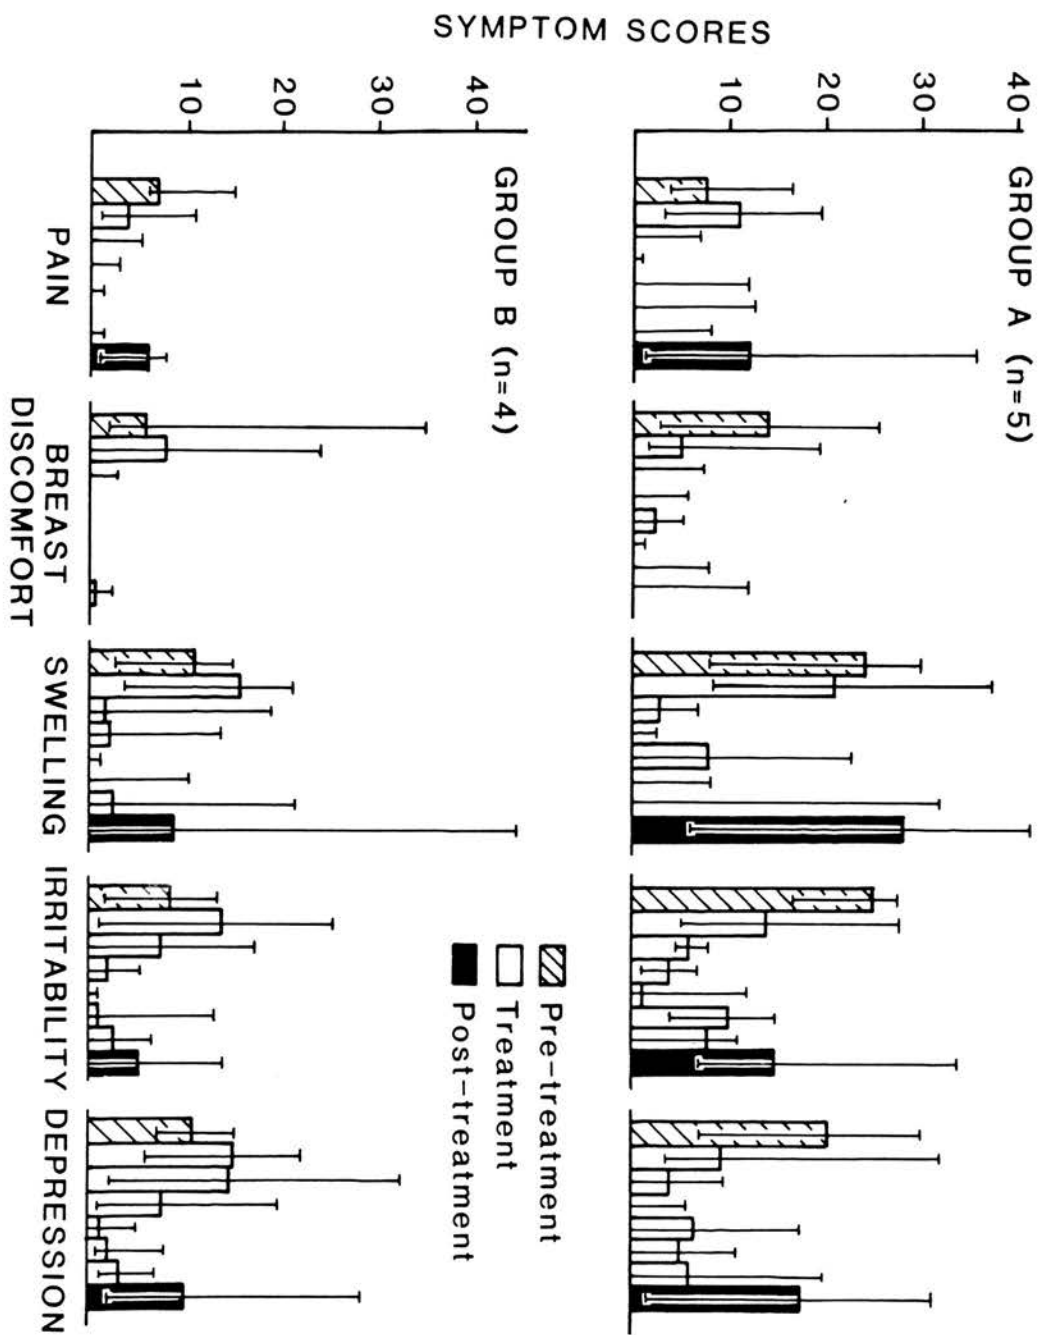 SYMPTOM SCORES
40
30
20
10
GROUP A (n=5)
Pre-treatment
Treatment
Post-treatment
40
30
20
10
GROUP B (n=4)
PAIN
BREAST
DISCOMFORT
SWELLING
IRRITABILITY
DEPRESSION